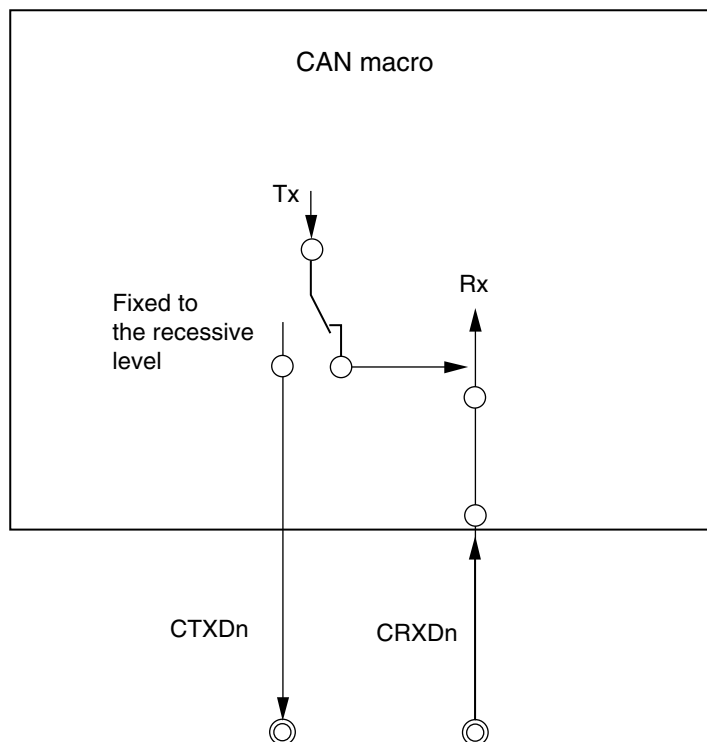 CAN macro
Tx
Rx
Fixed to
the recessive
level
CTXDn
CRXDn